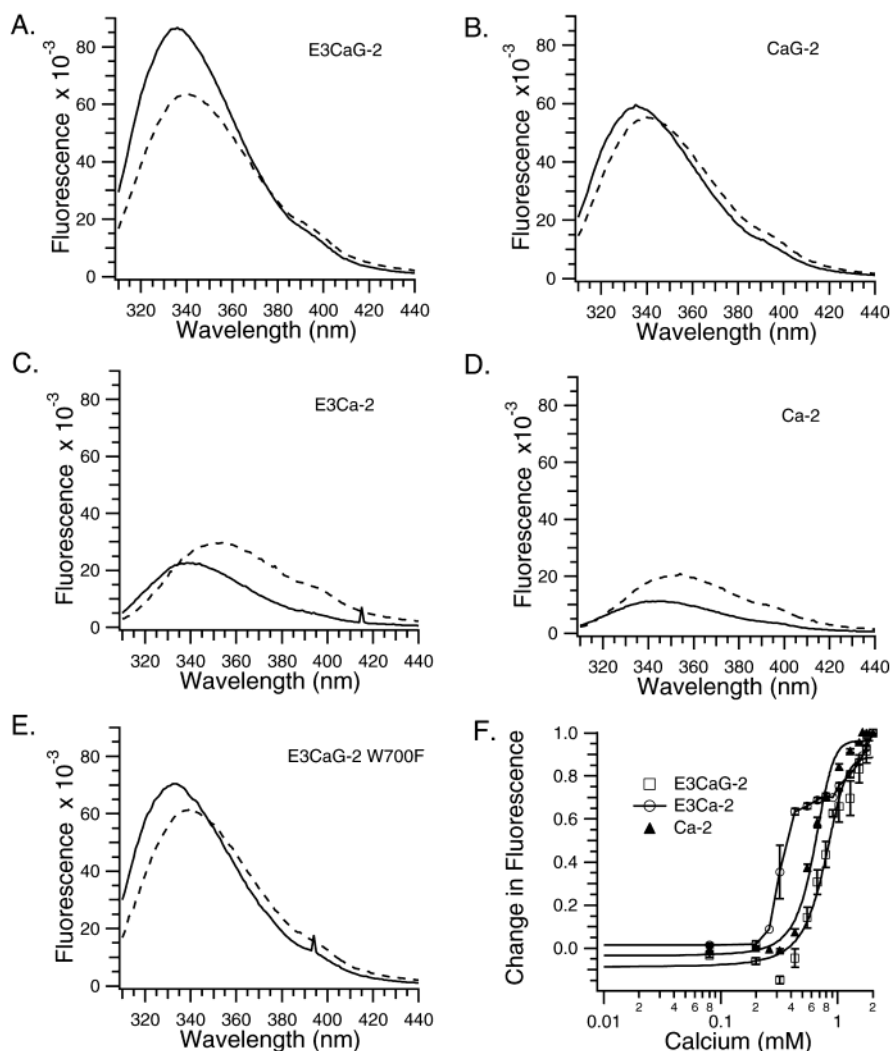 A.
E3CaG-2
Fluorescence x 10-3
80
60
40
20
0
320 340 360 380 400 420 440
Wavelength (nm)
B.
CaG-2
Fluorescence x10-3
80
60
40
20
0
320 340 360 380 400 420 440
Wavelength (nm)
C.
E3Ca-2
Fluorescence x 10-3
80
60
40
20
0
320 340 360 380 400 420 440
Wavelength (nm)
D.
Ca-2
Fluorescence x10-3
80
60
40
20
0
320 340 360 380 400 420 440
Wavelength (nm)
E.
E3CaG-2 W700F
Fluorescence x 10-3
80
60
40
20
0
320 340 360 380 400 420 440
Wavelength (nm)
F.
E3CaG-2
E3Ca-2
Ca-2
Change in Fluorescence
1.0
0.8
0.6
0.4
0.2
0.0
0.01 2 4 6 8 0.1 2 4 6 8 1 2
Calcium (mM)